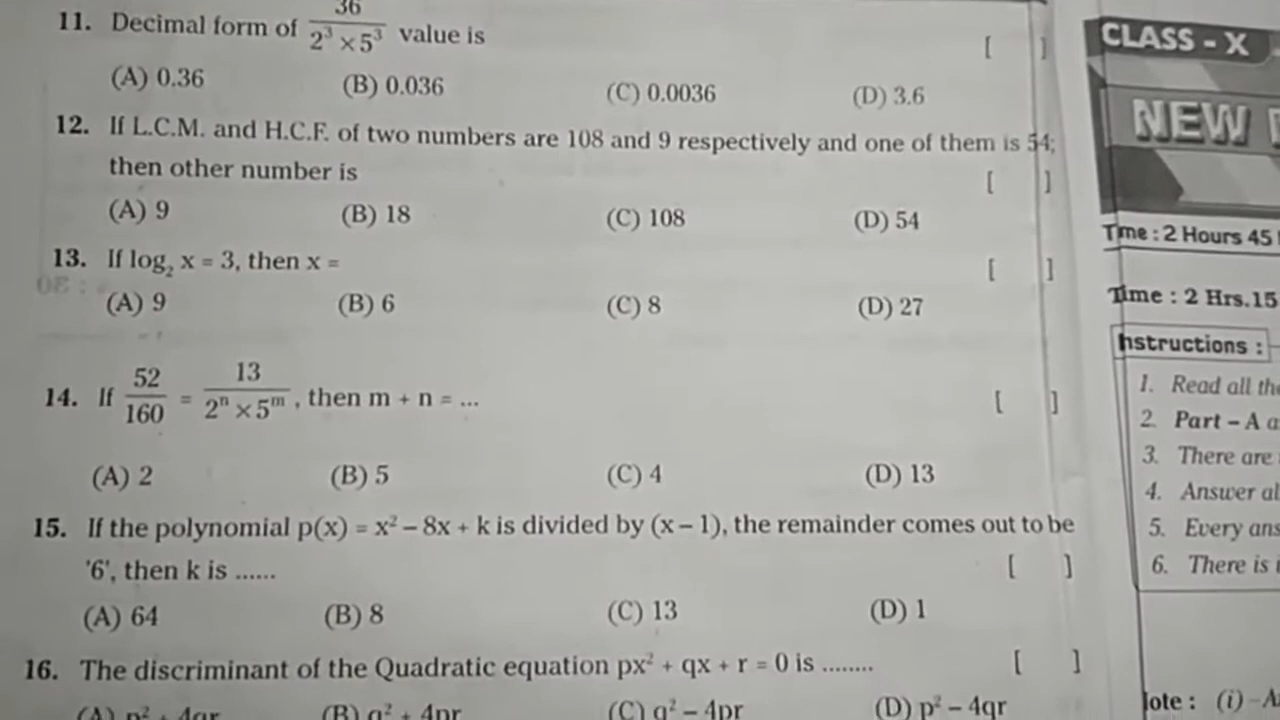 11. Decimal form of 36 / 2³ × 5³ value is [ ]
(A) 0.36 (B) 0.036 (C) 0.0036 (D) 3.6
12. If L.C.M. and H.C.F. of two numbers are 108 and 9 respectively and one of them is 54;
then other number is [ ]
(A) 9 (B) 18 (C) 108 (D) 54
13. If log₂ x = 3, then x = [ ]
(A) 9 (B) 6 (C) 8 (D) 27
14. If 52/160 = 13 / 2ⁿ × 5ᵐ , then m + n = ... [ ]
(A) 2 (B) 5 (C) 4 (D) 13
15. If the polynomial p(x) = x² – 8x + k is divided by (x – 1), the remainder comes out to be
'6', then k is ...... [ ]
(A) 64 (B) 8 (C) 13 (D) 1
16. The discriminant of the Quadratic equation px² + qx + r = 0 is ........ [ ]
(A) p² + 4qr (B) q² + 4pr (C) q² – 4pr (D) p² – 4qr
CLASS - X
NEW
Time : 2 Hours 45
Time : 2 Hrs.15
Instructions :
1. Read all the
2. Part – A a
3. There are
4. Answer al
5. Every ans
6. There is i
Note : (i) – A